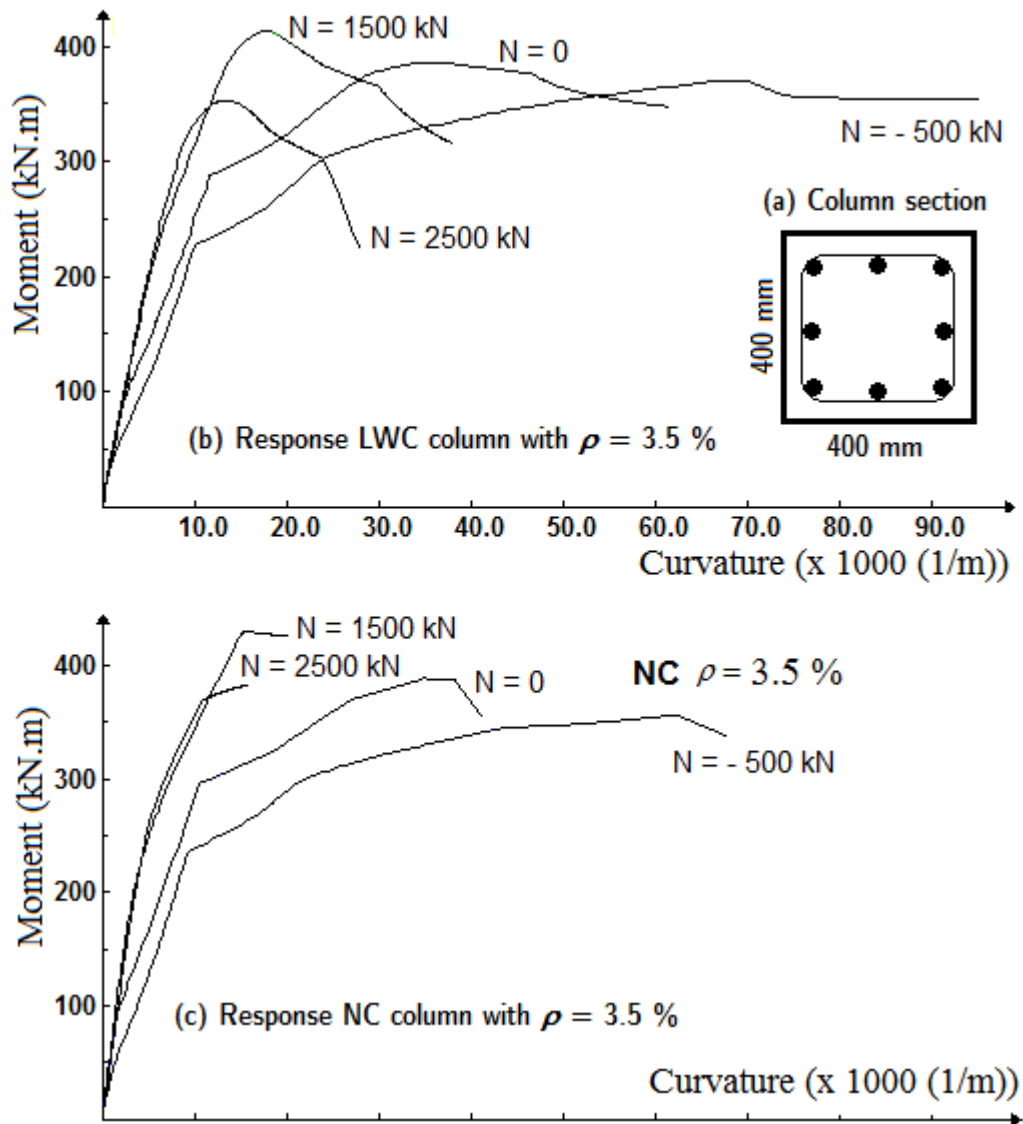 N = 1500 kN
N = 0
400
Moment (kN.m)
300
200
100
N = - 500 kN
N = 2500 kN
(a) Column section
400 mm
400 mm
(b) Response LWC column with ρ = 3.5 %
10.0 20.0 30.0 40.0 50.0 60.0 70.0 80.0 90.0
Curvature (x 1000 (1/m))
N = 1500 kN
N = 2500 kN
NC ρ = 3.5 %
N = 0
400
Moment (kN.m)
300
200
100
N = - 500 kN
(c) Response NC column with ρ = 3.5 %
Curvature (x 1000 (1/m))